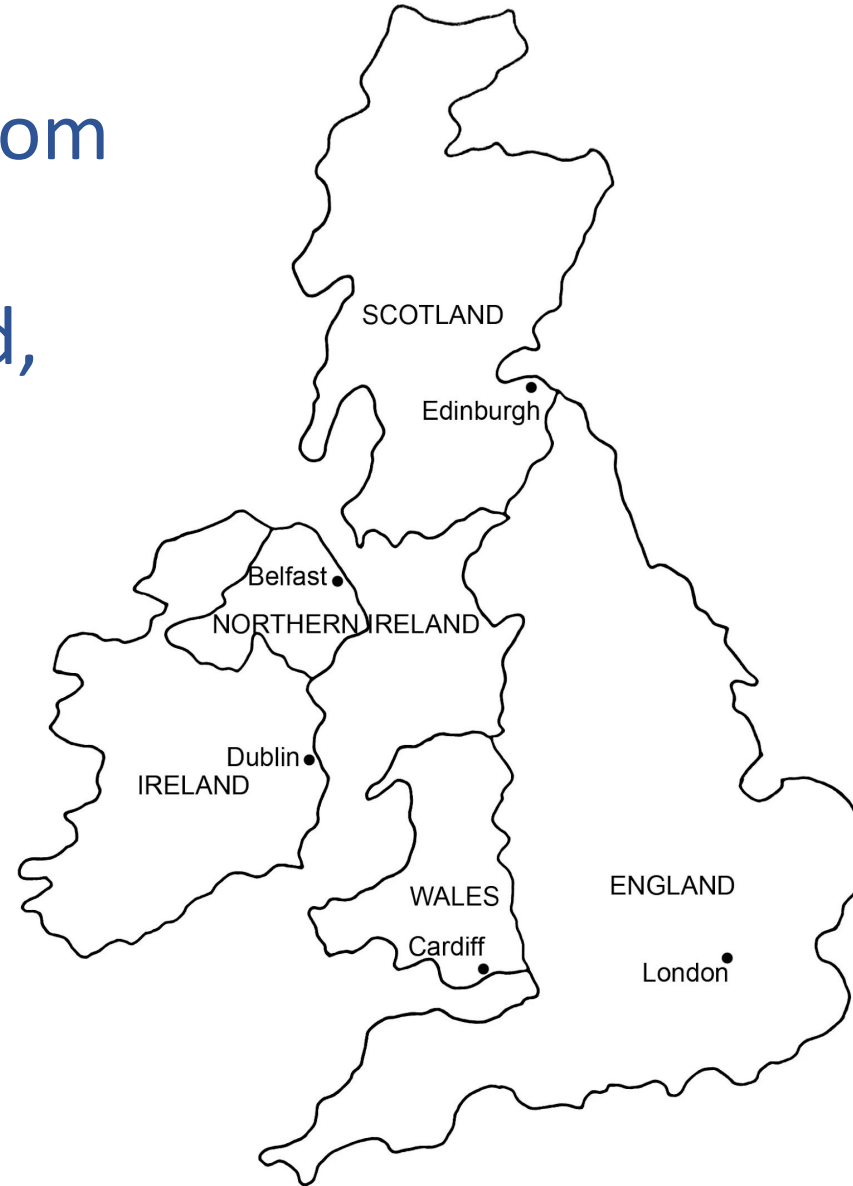 om
d,
SCOTLAND
Edinburgh
Belfast
NORTHERN IRELAND
Dublin
IRELAND
WALES
ENGLAND
Cardiff
London